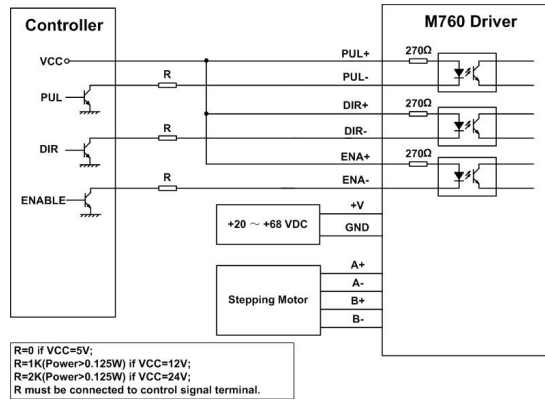 Controller
M760 Driver
VCC
PUL+
270Ω
R
PUL-
PUL
DIR+
270Ω
R
DIR-
DIR
ENA+
270Ω
R
ENA-
ENABLE
+V
+20 ~ +68 VDC
GND
A+
A-
Stepping Motor
B+
B-
R=0 if VCC=5V;
R=1K(Power>0.125W) if VCC=12V;
R=2K(Power>0.125W) if VCC=24V;
R must be connected to control signal terminal.